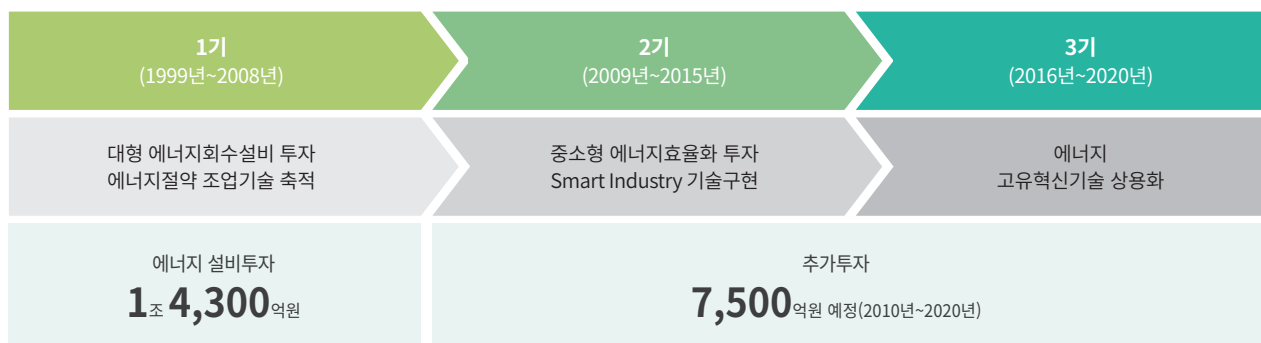 1기
(1999년~2008년)
2기
(2009년~2015년)
3기
(2016년~2020년)
대형 에너지회수설비 투자
에너지절약 조업기술 축적
중소형 에너지효율화 투자
Smart Industry 기술구현
에너지
고유혁신기술 상용화
에너지 설비투자
1조 4,300억원
추가투자
7,500억원 예정(2010년~2020년)